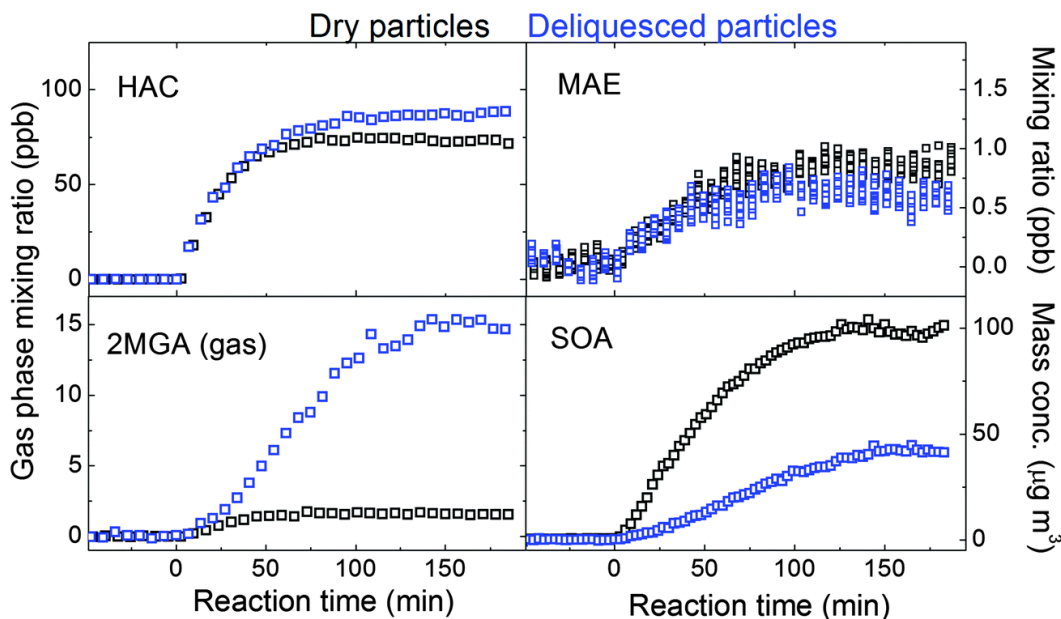 Dry particles Deliquesced particles
HAC
MAE
100
50
0
1.5
1.0
0.5
0.0
2MGA (gas)
SOA
15
10
5
0
100
50
0
0 50 100 150
0 50 100 150
Reaction time (min)
Reaction time (min)
Gas phase mixing ratio (ppb)
Mixing ratio (ppb)
Mass conc. (μg m³)